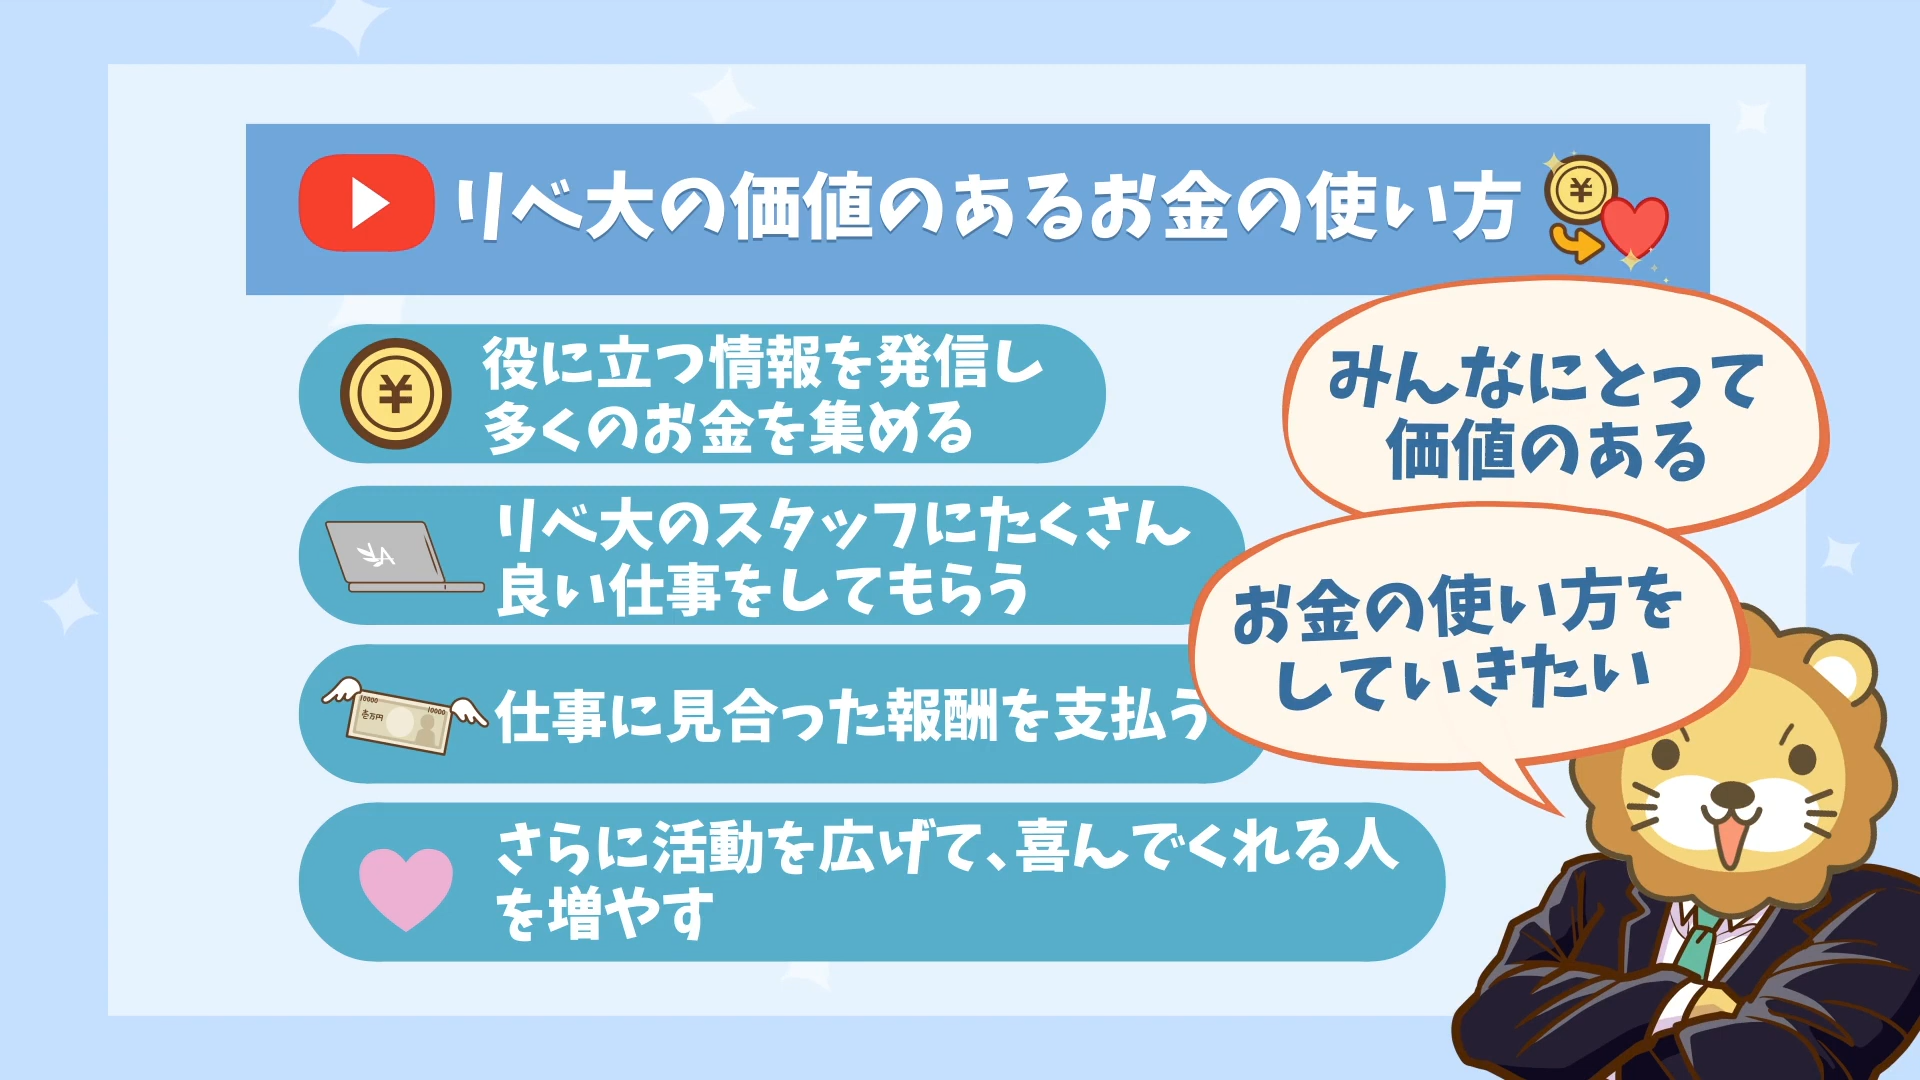 リベ大の価値のあるお金の使い方
¥
¥
役に立つ情報を発信し
多くのお金を集める
みんなにとって
価値のある
リベ大のスタッフにたくさん
良い仕事をしてもらう
お金の使い方を
していきたい
10000
10000
壱万円
仕事に見合った報酬を支払う
さらに活動を広げて、喜んでくれる人
を増やす